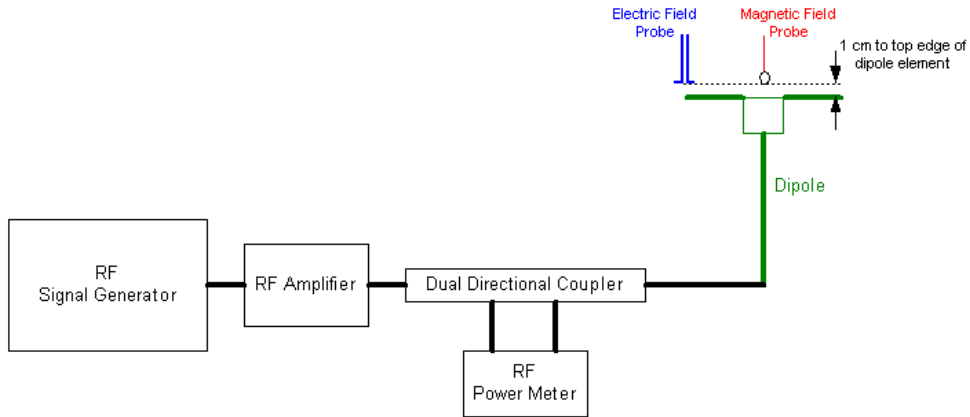 Electric Field
Probe
Magnetic Field
Probe
1 cm to top edge of
dipole element
Dipole
RF
Signal Generator
RF Amplifier
Dual Directional Coupler
RF
Power Meter